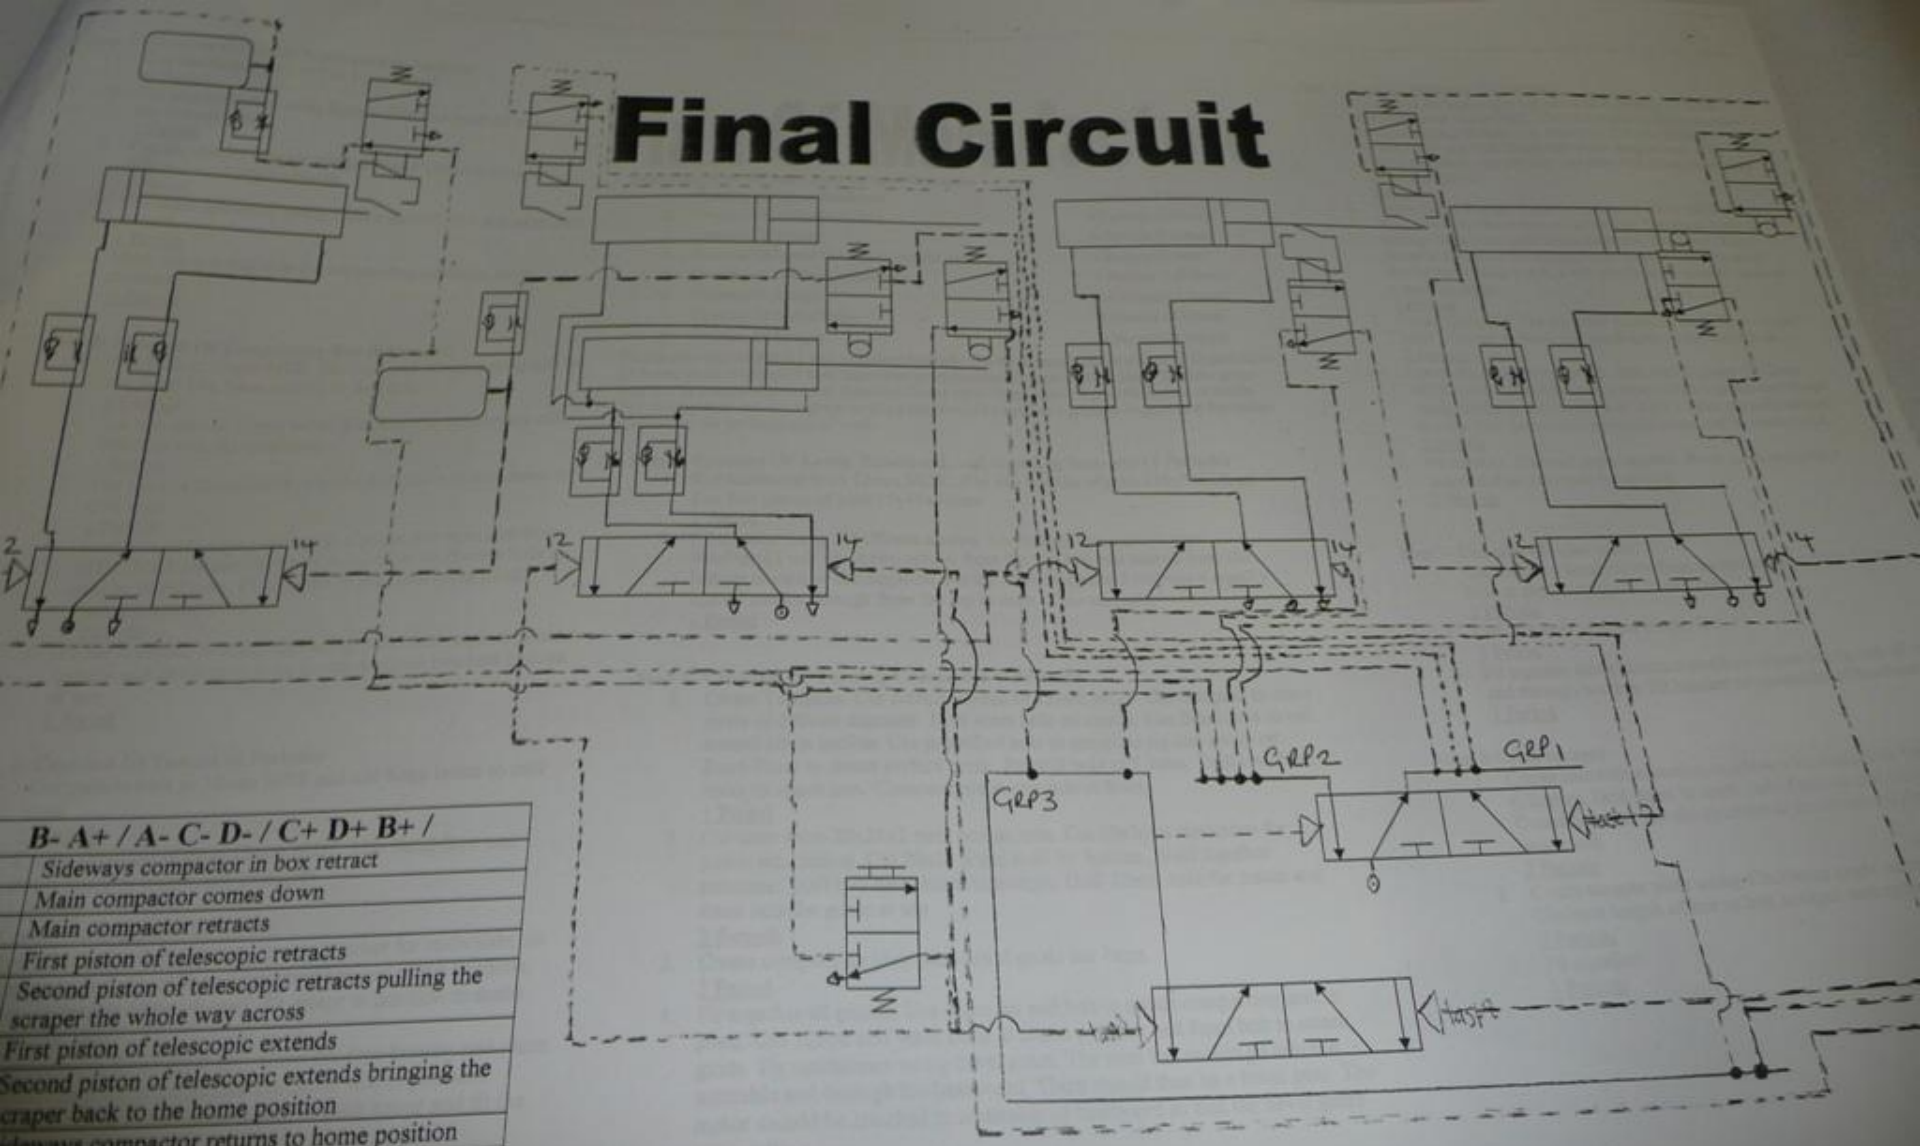 Final Circuit
2
14
12
14
12
14
12
14
GRP2
GRP1
GRP3
B- A+ / A- C- D- / C+ D+ B+ /
Sideways compactor in box retract
Main compactor comes down
Main compactor retracts
First piston of telescopic retracts
Second piston of telescopic retracts pulling the
scraper the whole way across
First piston of telescopic extends
Second piston of telescopic extends bringing the
craper back to the home position
deways compactor returns to home position